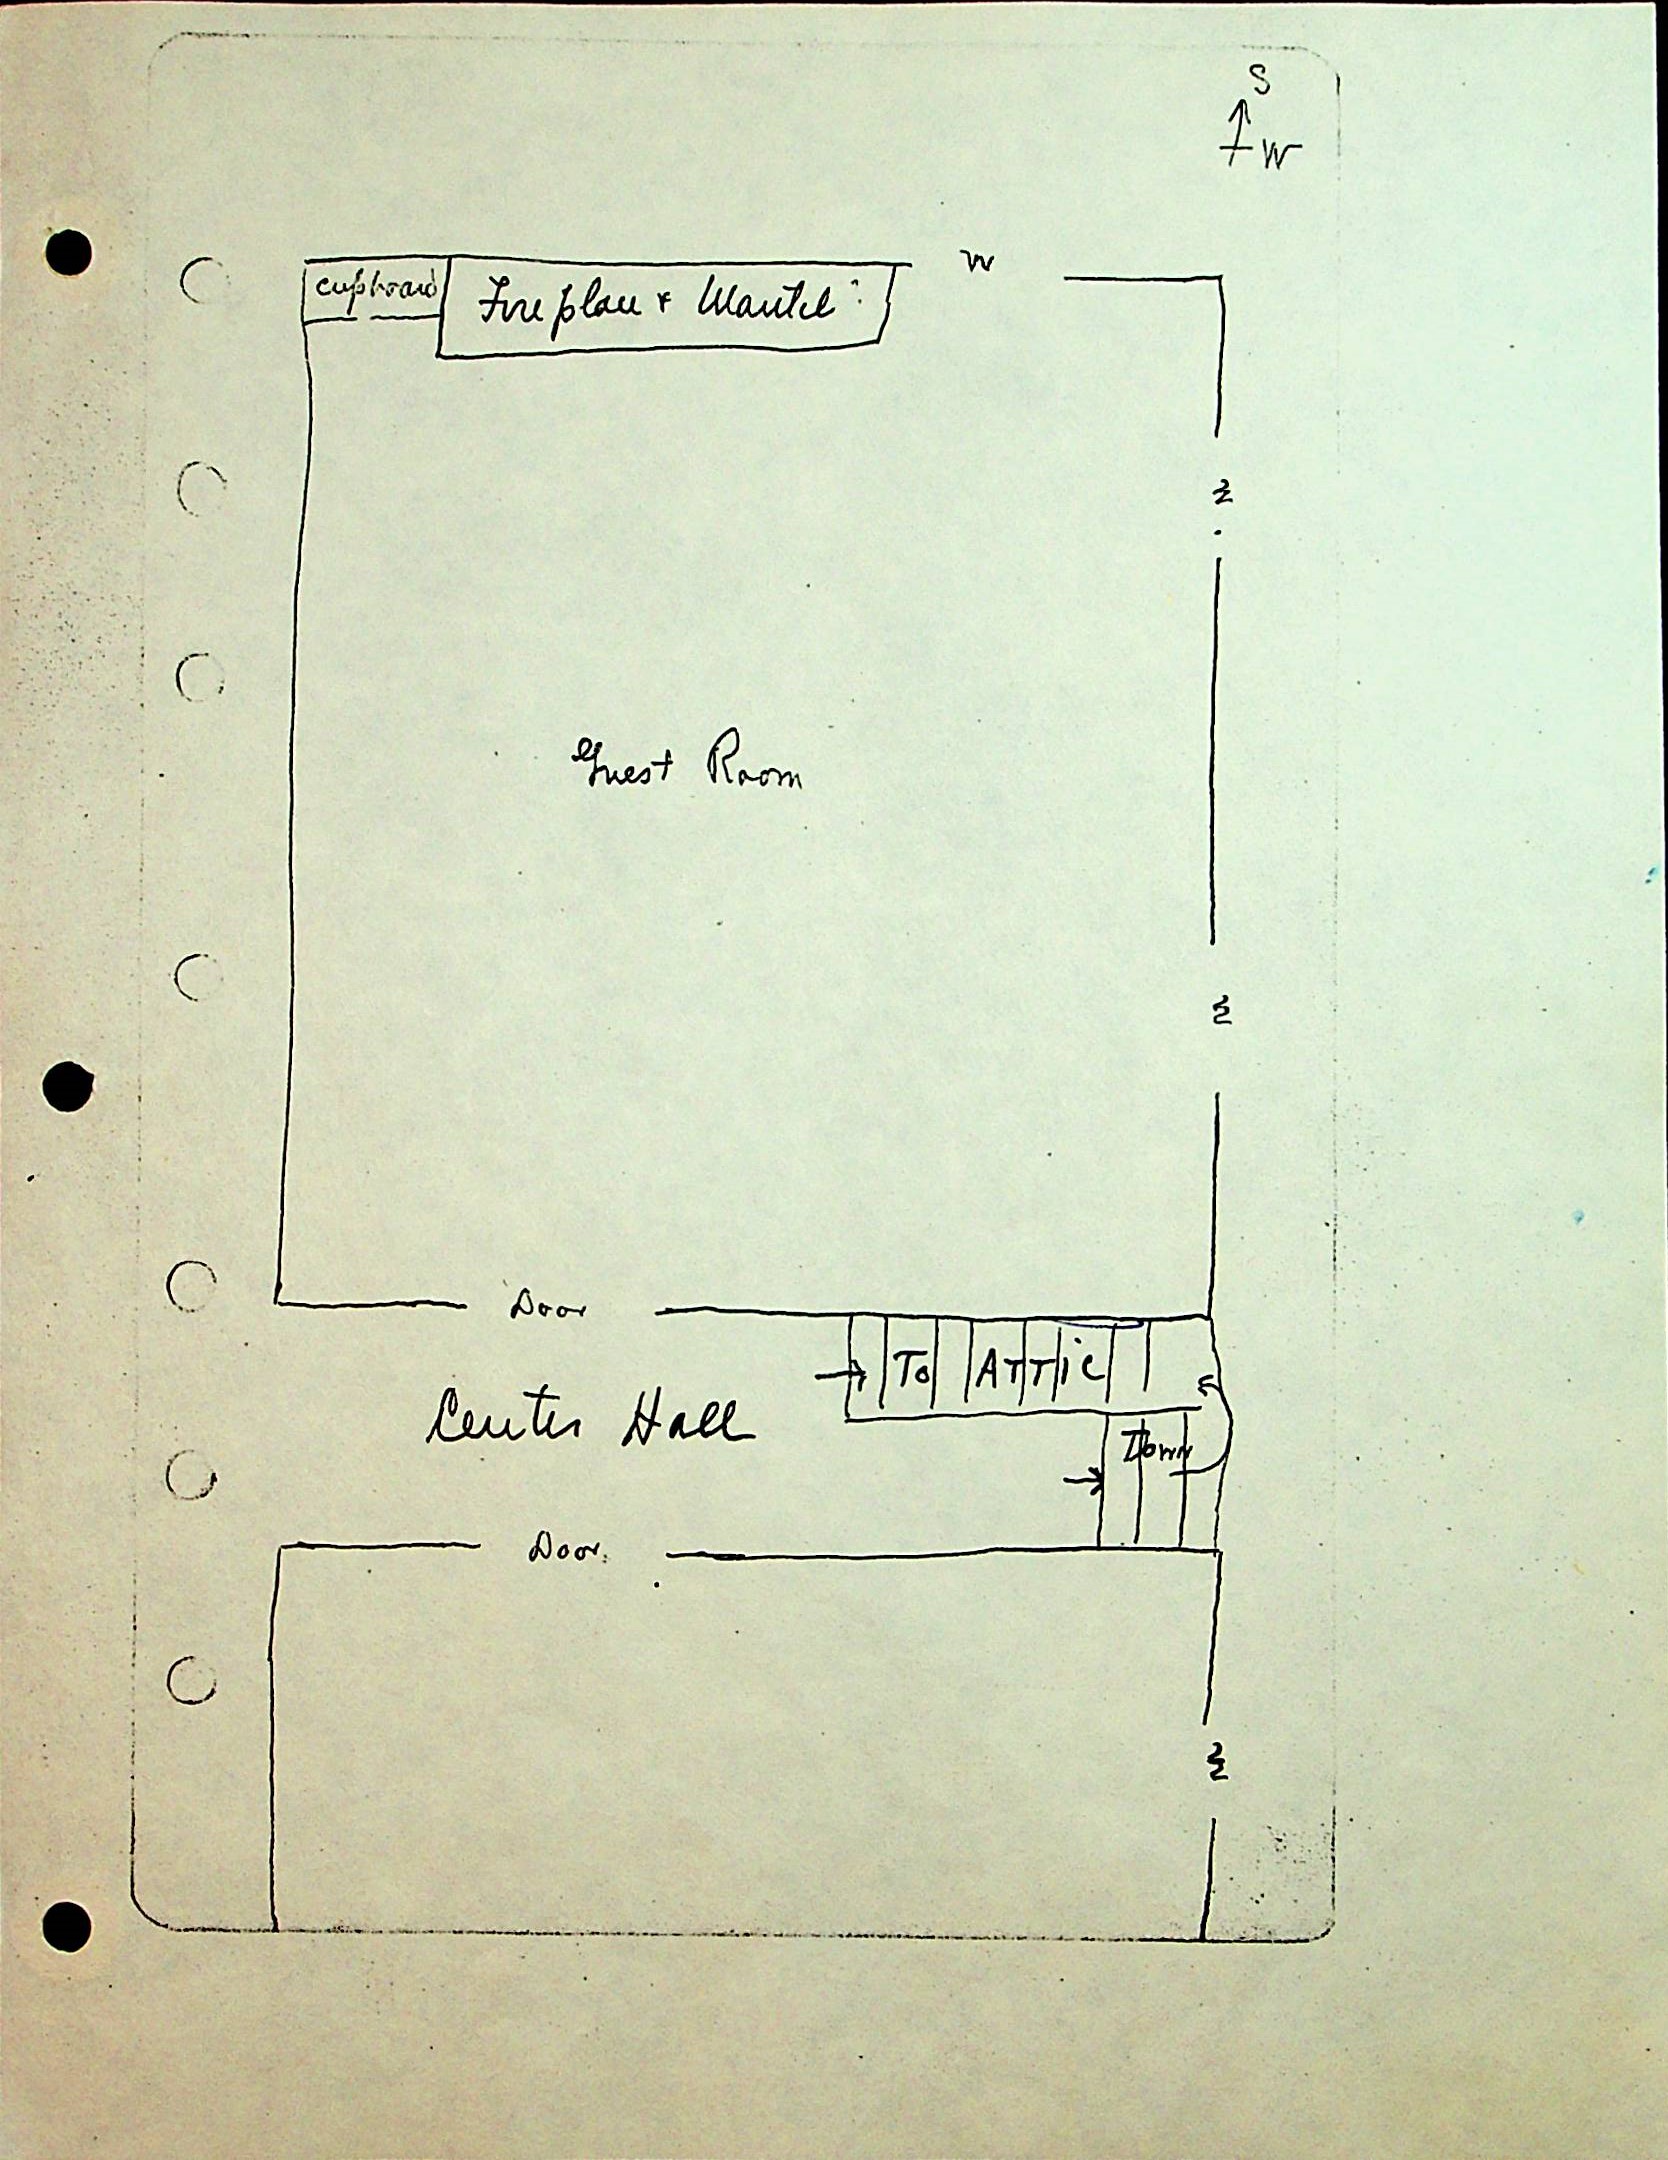 S
W
cupboard
Fireplace & Mantel
W
W
W
Guest Room
Door
To Attic
Center Hall
Down
Door
W